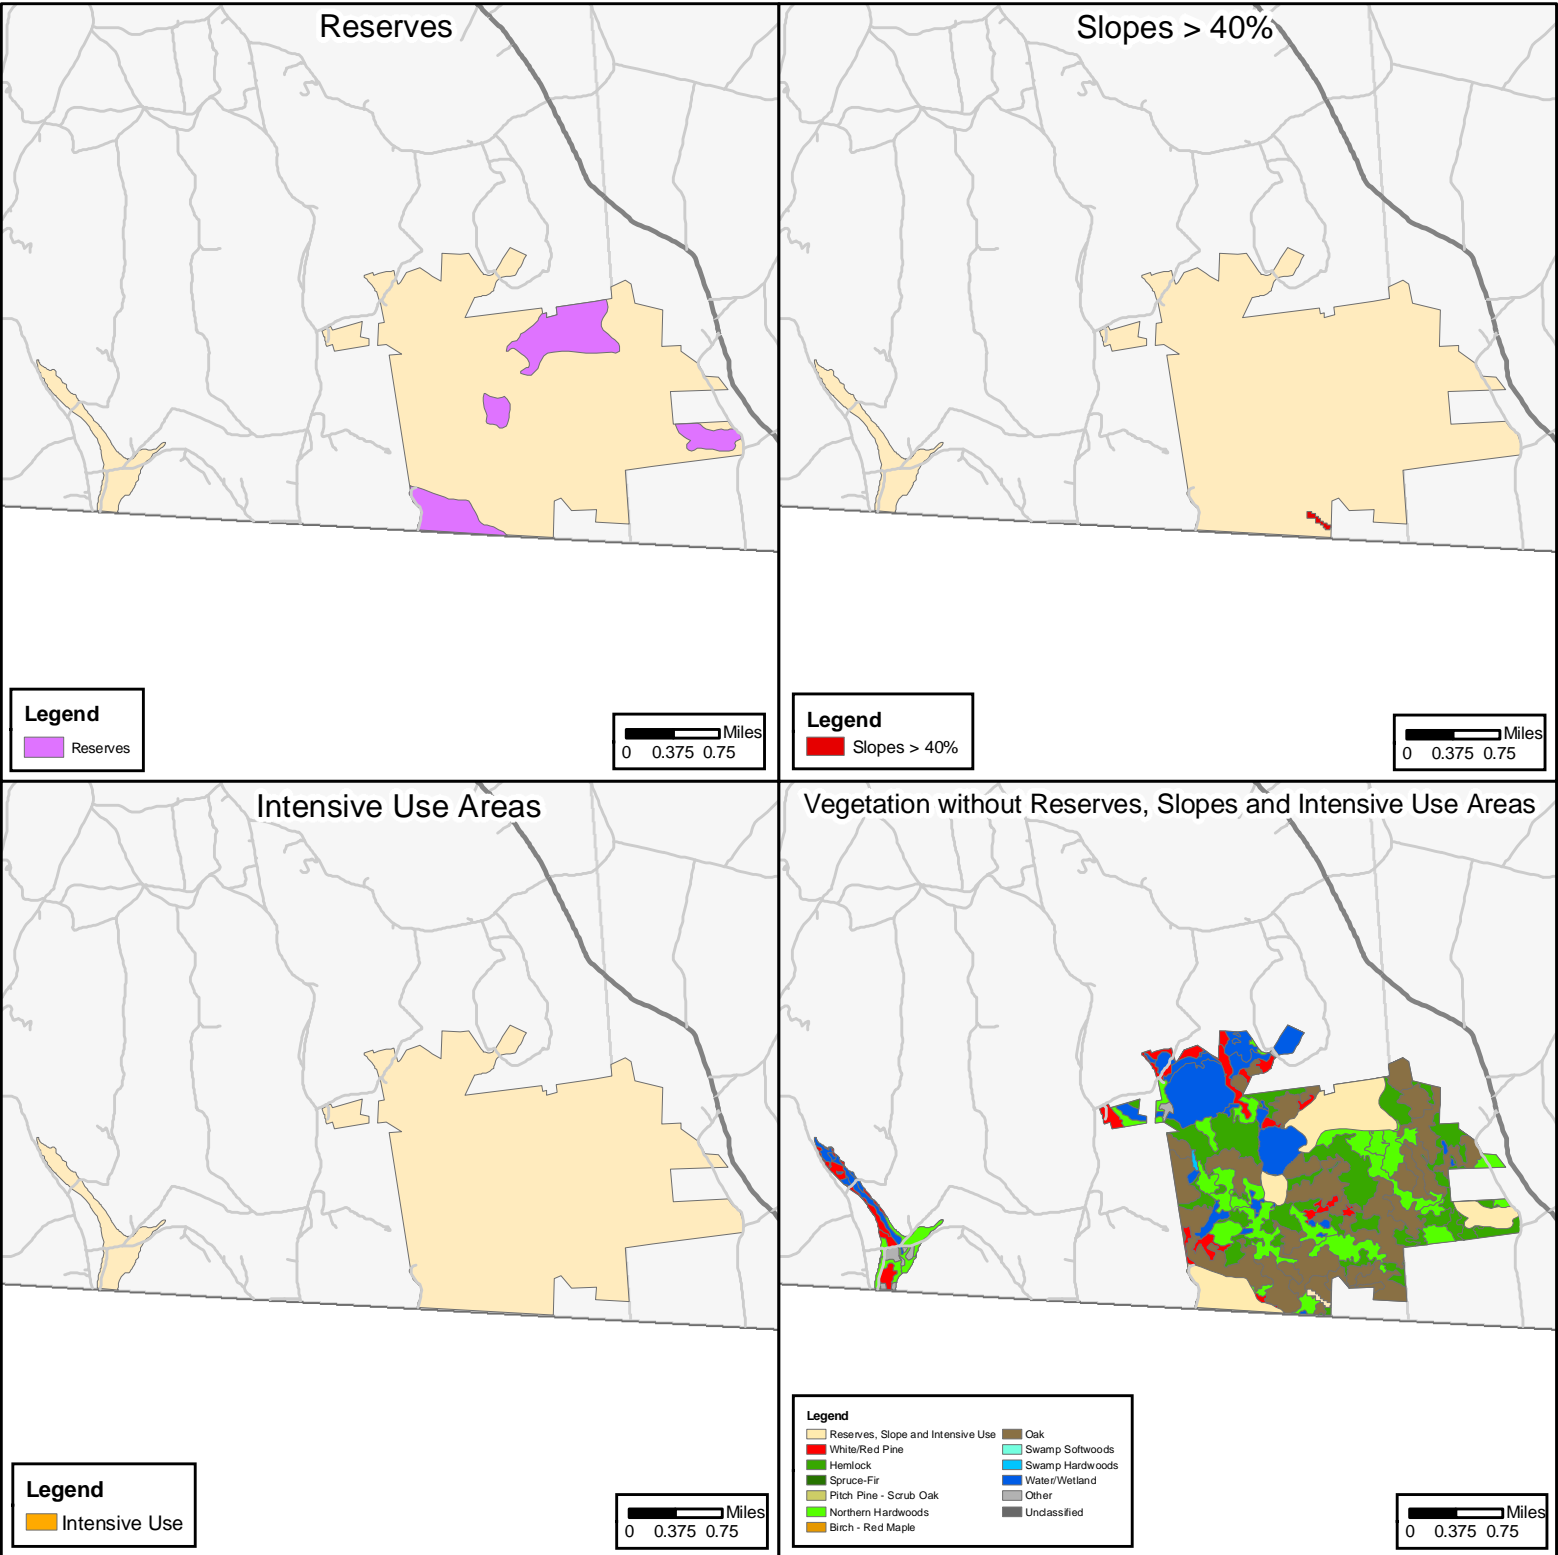 Reserves
Legend
Reserves
Miles
0 0.375 0.75
Slopes > 40%
Legend
Slopes > 40%
Miles
0 0.375 0.75
Intensive Use Areas
Legend
Intensive Use
Miles
0 0.375 0.75
Vegetation without Reserves, Slopes and Intensive Use Areas
Legend
Reserves, Slope and Intensive Use
White/Red Pine
Hemlock
Spruce-Fir
Pitch Pine - Scrub Oak
Northern Hardwoods
Birch - Red Maple
Oak
Swamp Softwoods
Swamp Hardwoods
Water/Wetland
Other
Unclassified
Miles
0 0.375 0.75